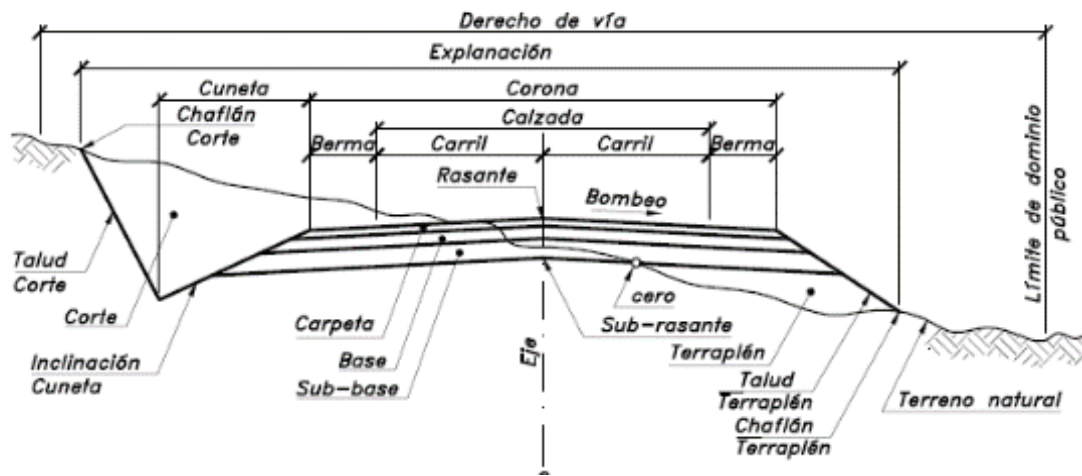 Derecho de vía
Explanación
Cuneta
Corona
Chaflán
Corte
Calzada
Berma
Carril
Carril
Berma
Rasante
Bombeo
Talud
Corte
Corte
Inclinación
Cuneta
Carpeta
Base
Sub-base
Eje
cero
Sub-rasante
Terraplén
Talud
Terraplén
Chaflán
Terraplén
Terreno natural
Límite de dominio
público